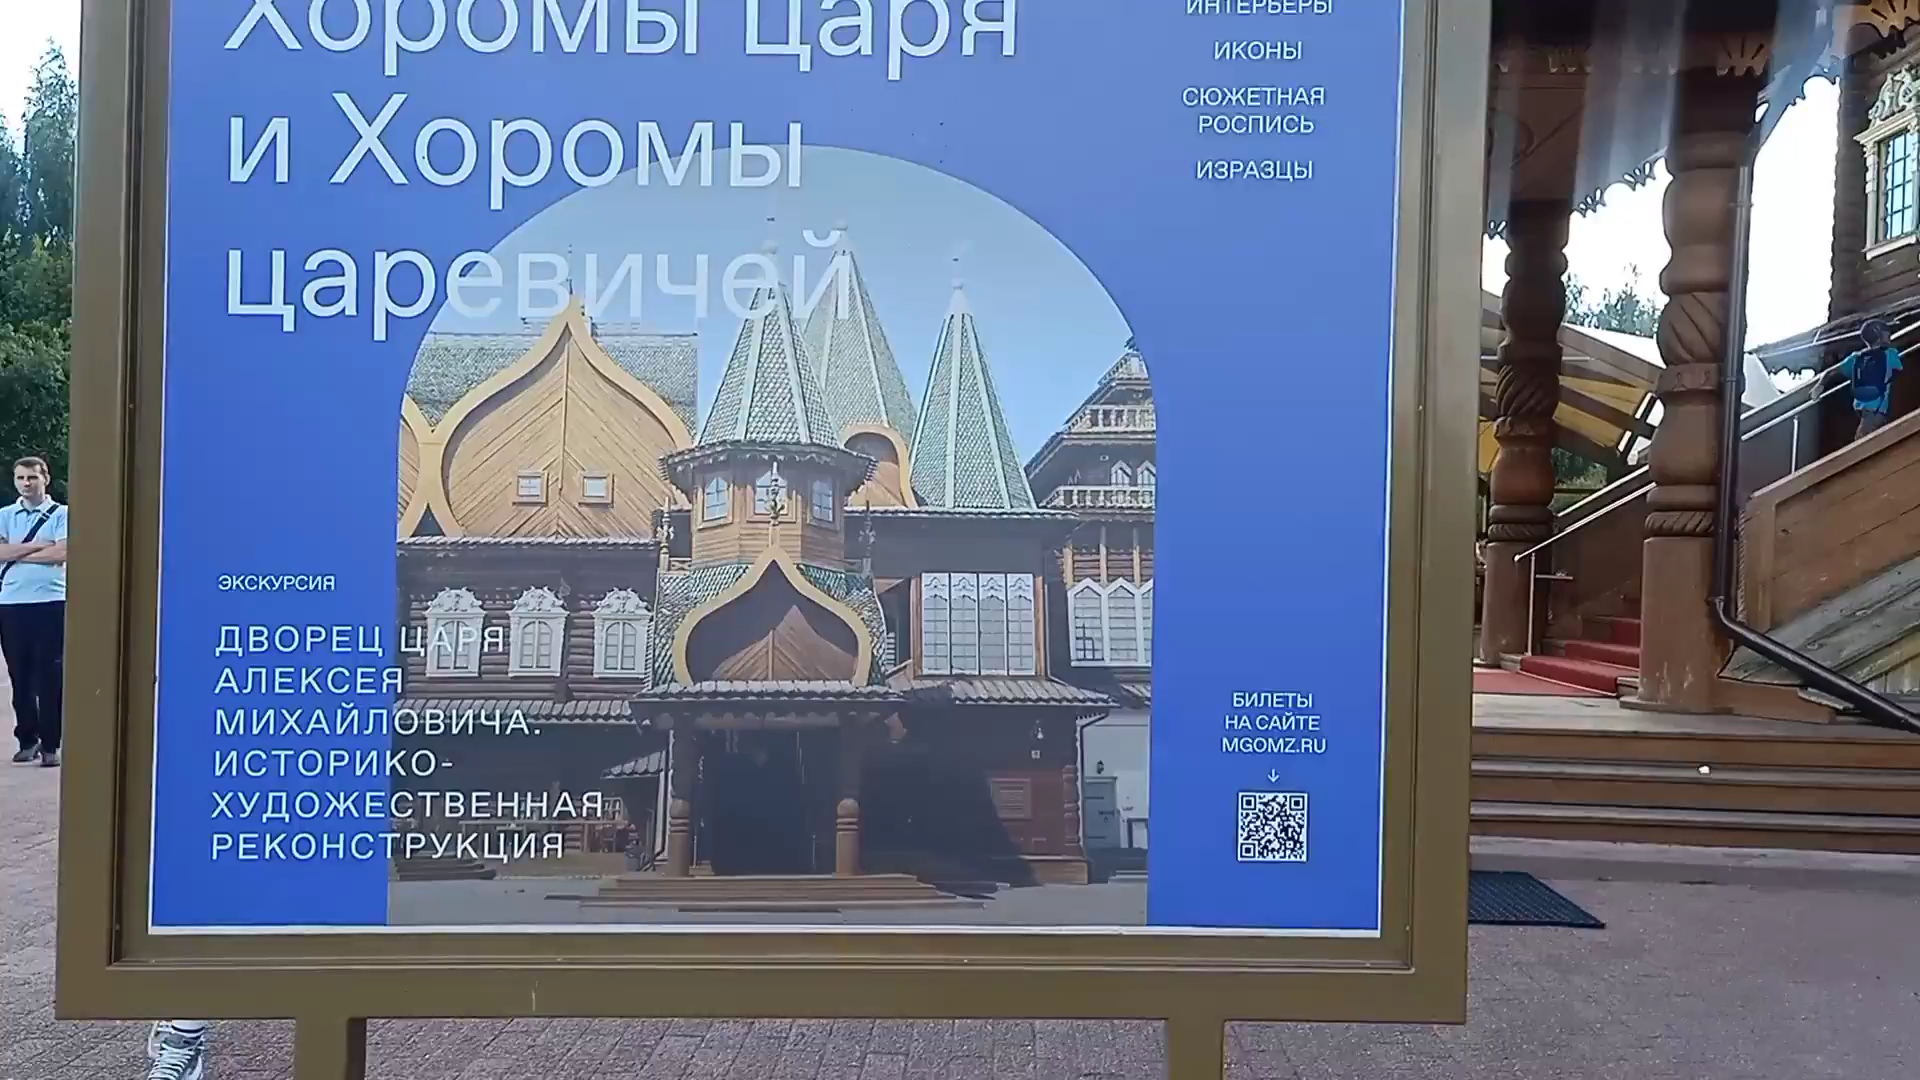 Хоромы царя
и Хоромы
царевичей
ИНТЕРЬЕРЫ
ИКОНЫ
СЮЖЕТНАЯ
РОСПИСЬ
ИЗРАЗЦЫ
ЭКСКУРСИЯ
ДВОРЕЦ ЦАРЯ
АЛЕКСЕЯ
МИХАЙЛОВИЧА.
ИСТОРИКО-
ХУДОЖЕСТВЕННАЯ
РЕКОНСТРУКЦИЯ
БИЛЕТЫ
НА САЙТЕ
MGOMZ.RU